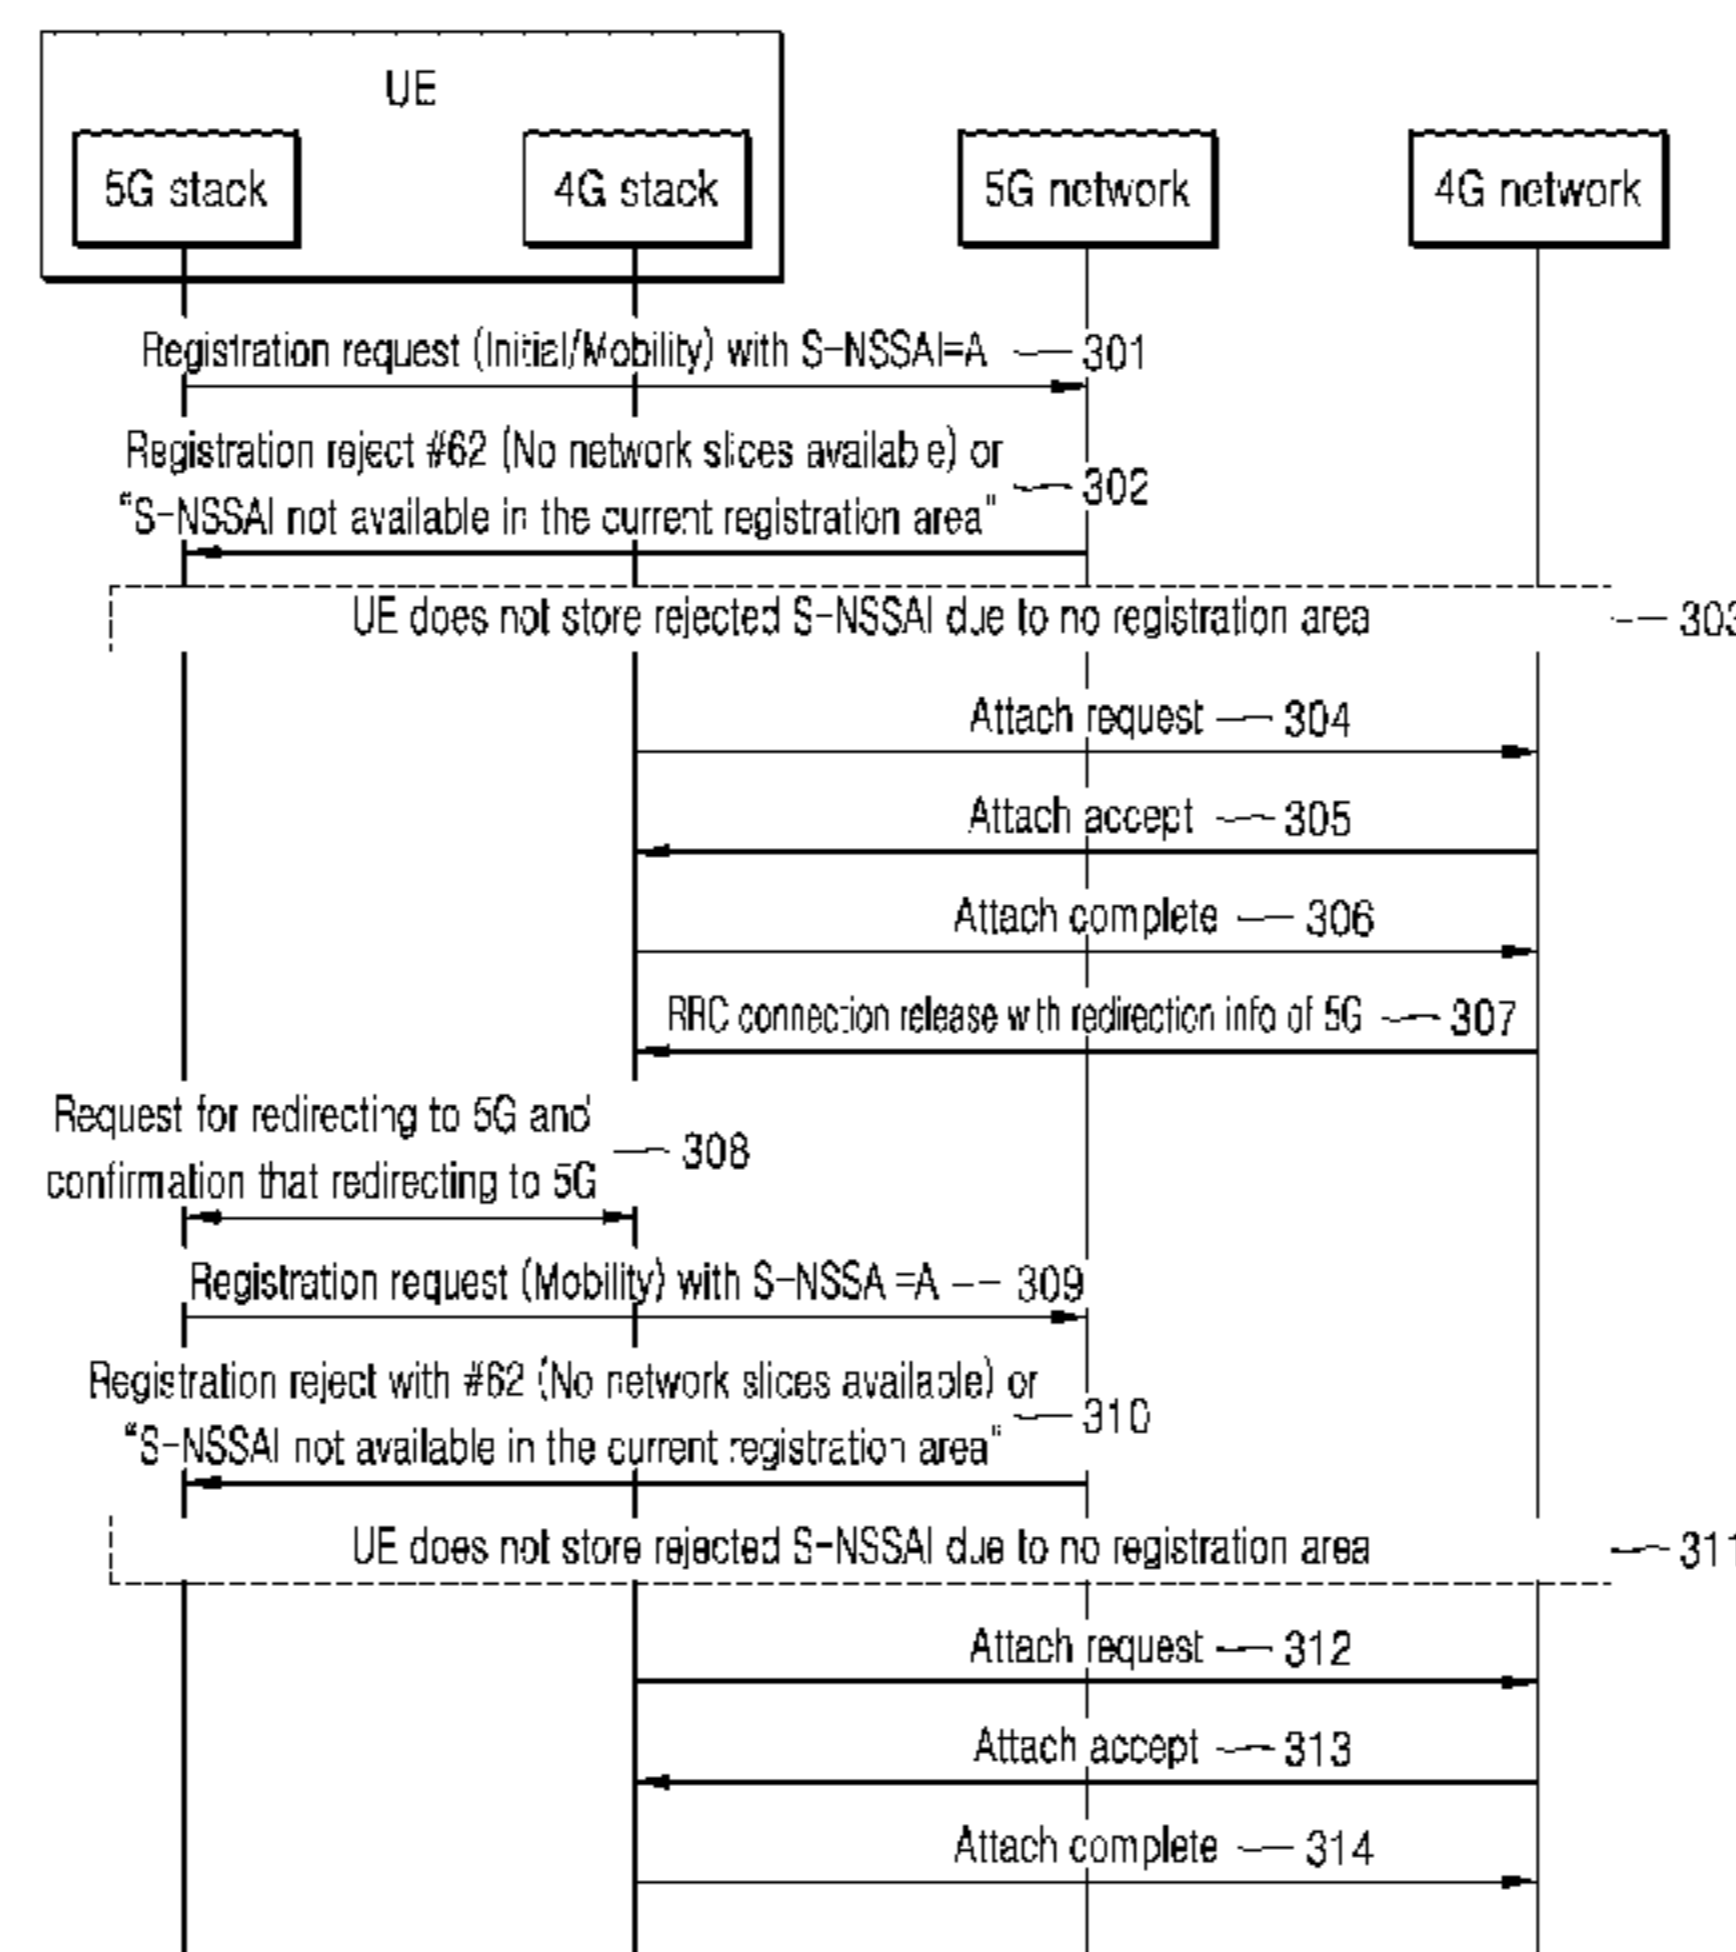 UE
5G stack 4G stack 5G network 4G network
Registration request (Initial/Mobility) with S-NSSAI=A 301
Registration reject #62 (No network slices available) or
302
“S-NSSAI not available in the current registration area”
UE does not store rejected S-NSSAI due to no registration area 303
Attach request 304
Attach accept 305
Attach complete 306
RRC connection release with redirection info of 5G 307
Request for redirecting to 5G and
308
confirmation that redirecting to 5G
Registration request (Mobility) with S-NSSA =A 309
Registration reject with #62 (No network slices available) or
310
“S-NSSAI not available in the current registration area”
UE does not store rejected S-NSSAI due to no registration area 311
Attach request 312
Attach accept 313
Attach complete 314